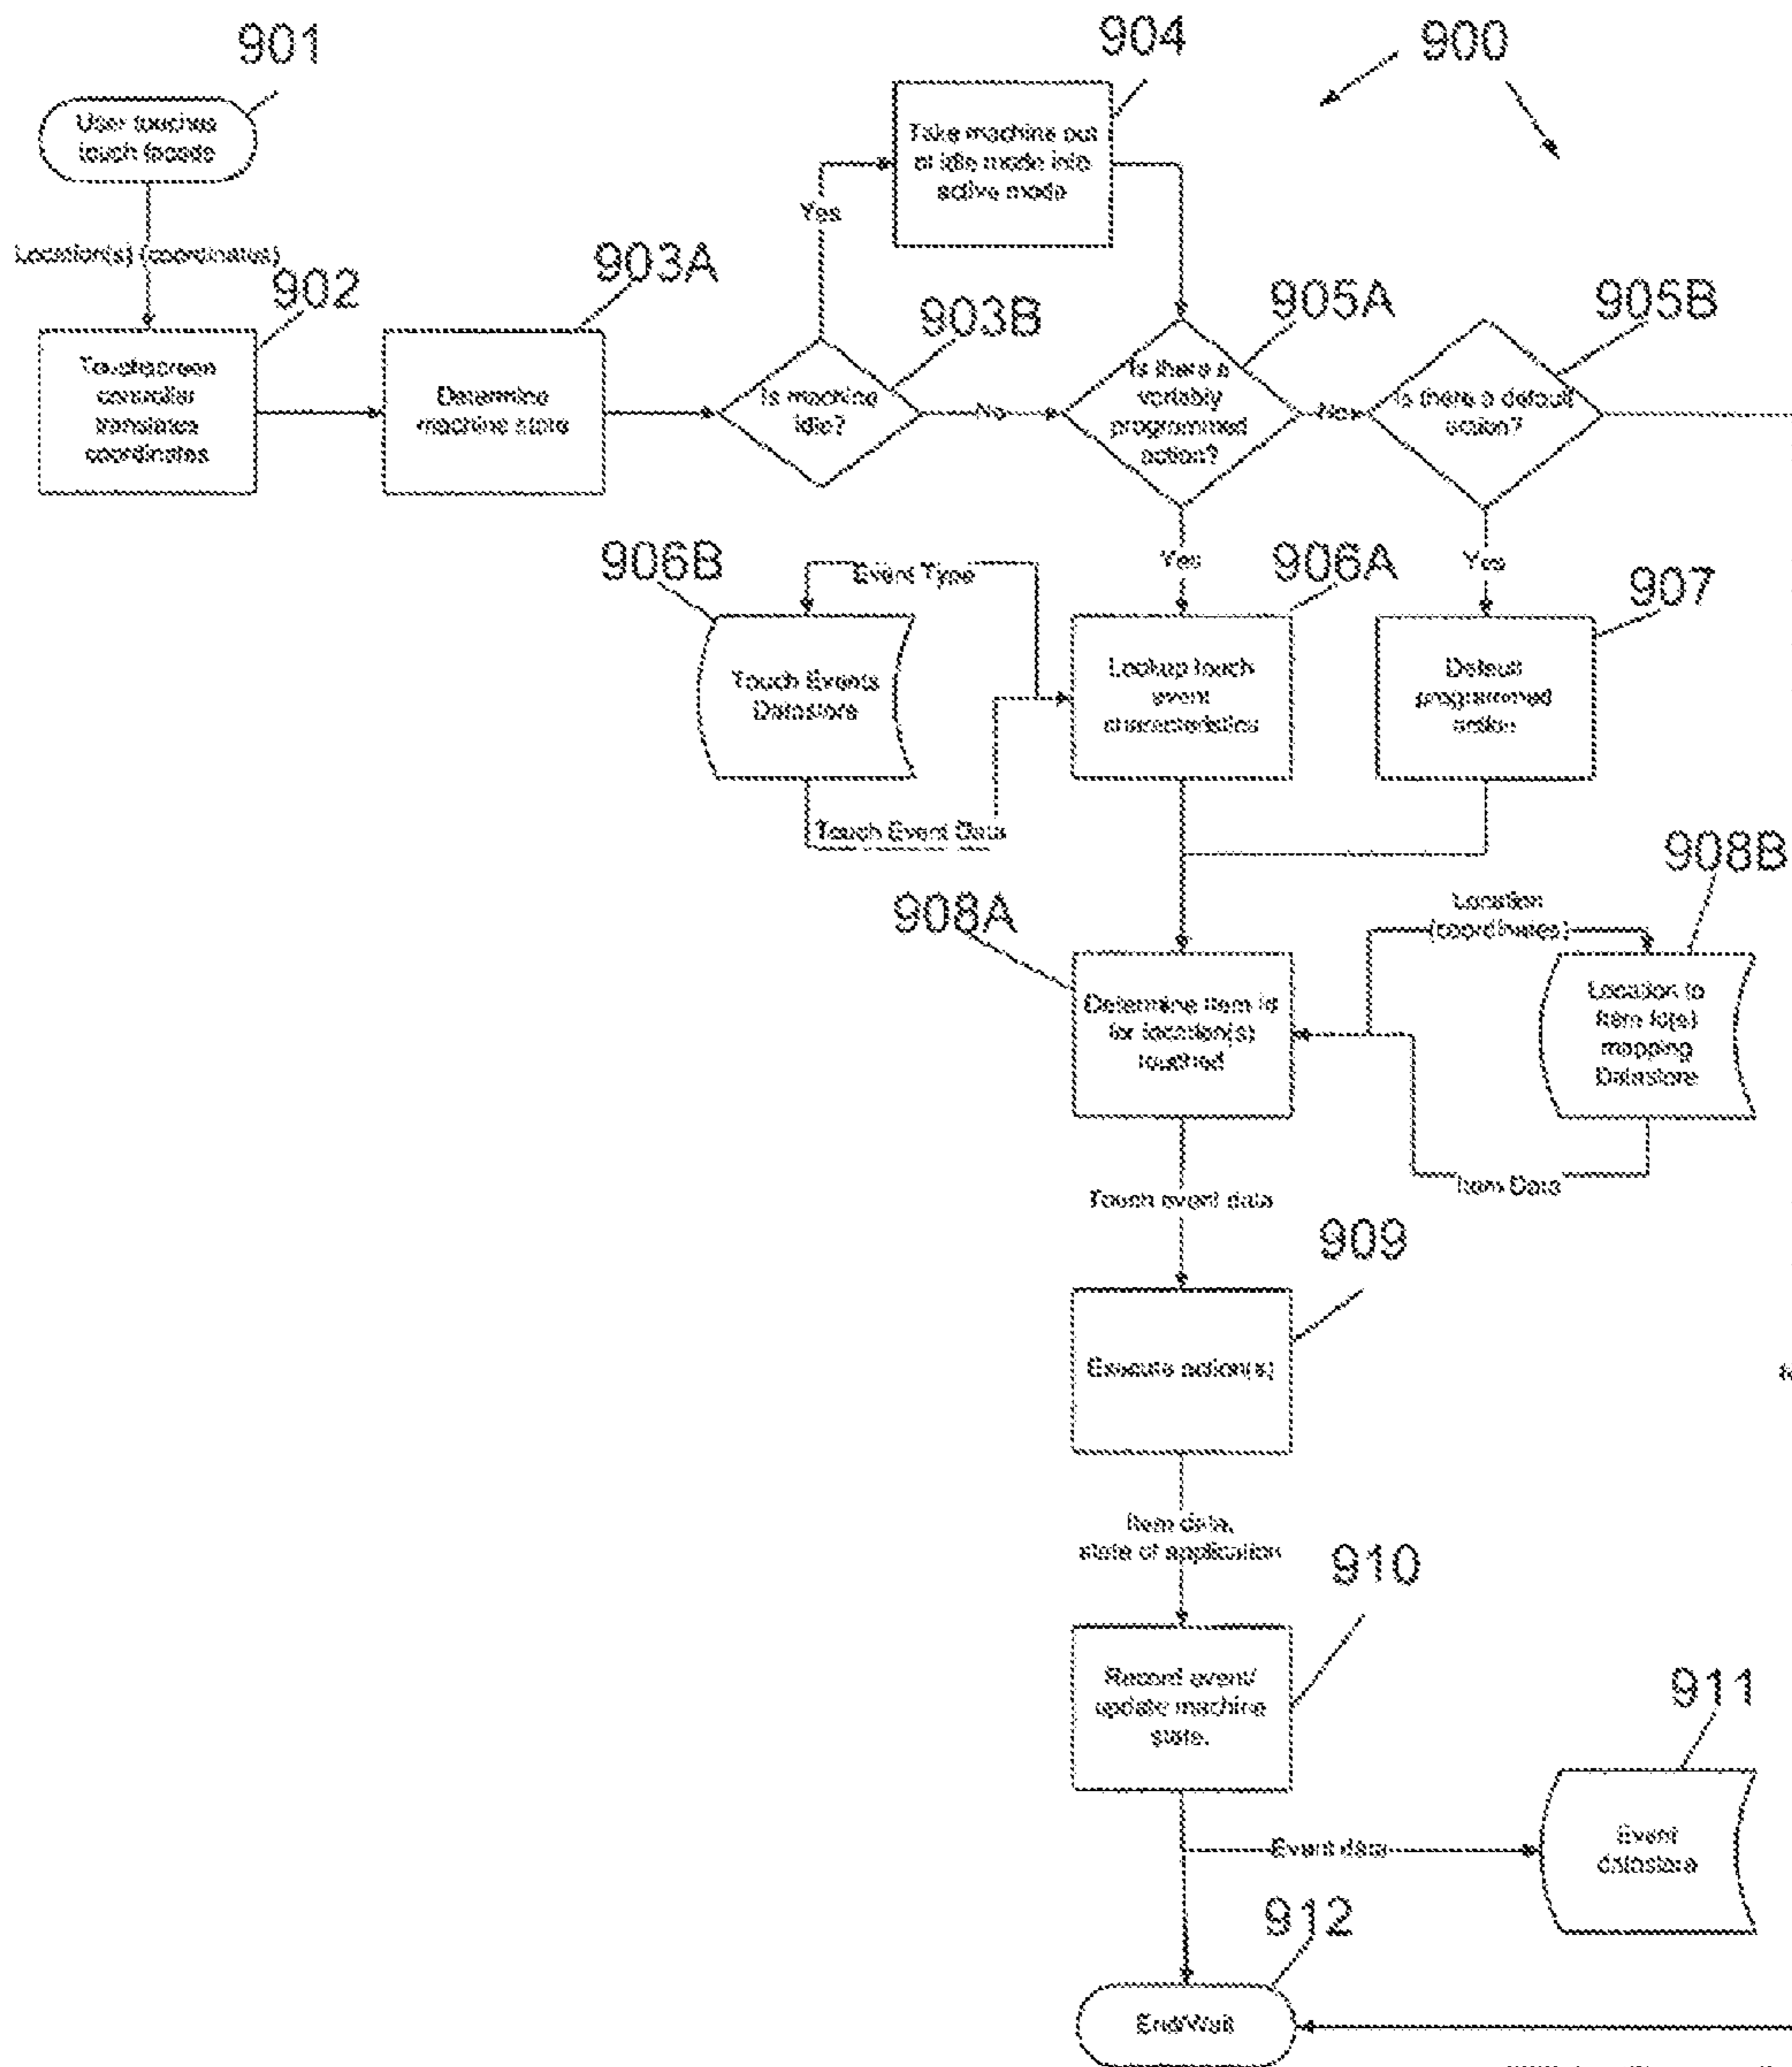 901
904
900
User touches
touch facade
Take machine out
of idle mode into
active mode
Yes
Location(s) (coordinates)
902
903A
903B
905A
905B
Touchscreen
controller
translates
coordinates
Determine
machine state
Is machine
idle?
No
Is there a
variably
programmed
action?
No
Is there a default
action?
906B
Event Type
Yes
906A
Yes
907
Touch Events
Datastore
Lookup touch
event
characteristics
Default
programmed
action
Touch Event Data
908A
Location
(coordinates)
908B
Determine item id
for location(s)
touched
Location to
Item Id(s)
mapping
Datastore
Touch event data
Item Data
909
Execute action(s)
Item data,
state of application
910
Record event/
update machine
state.
911
Event data
Event
datastore
912
End/Wait